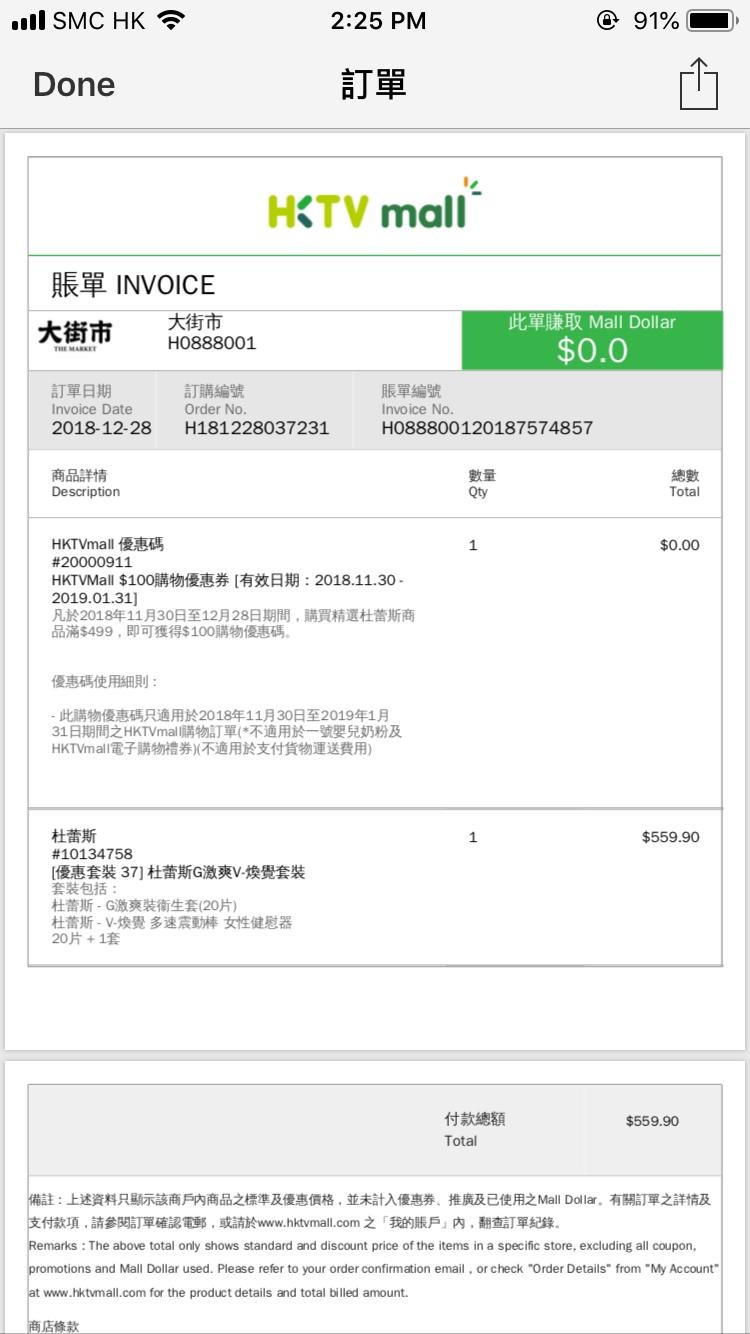 SMC HK 2:25 PM 91%
Done 訂單
HKTV mall
賬單 INVOICE
大街市
THE MARKET
大街市
H0888001
此單賺取 Mall Dollar
$0.0
訂單日期 訂購編號 賬單編號
Invoice Date Order No. Invoice No.
2018-12-28 H181228037231 H088800120187574857
商品詳情 數量 總數
Description Qty Total
HKTVmall 優惠碼 1 $0.00
#20000911
HKTVMall $100購物優惠券 [有效日期：2018.11.30 -
2019.01.31]
凡於2018年11月30日至12月28日期間，購買精選杜蕾斯商
品滿$499，即可獲得$100購物優惠碼。
優惠碼使用細則：
- 此購物優惠碼只適用於2018年11月30日至2019年1月
31日期間之HKTVmall購物訂單(*不適用於一號嬰兒奶粉及
HKTVmall電子購物禮券)(不適用於支付貨物運送費用)
杜蕾斯 1 $559.90
#10134758
[優惠套裝 37] 杜蕾斯G激爽V-煥覺套裝
套裝包括：
杜蕾斯 - G激爽裝衞生套(20片)
杜蕾斯 - V-煥覺 多速震動棒 女性健慰器
20片 + 1套
付款總額 $559.90
Total
備註：上述資料只顯示該商戶內商品之標準及優惠價格，並未計入優惠券、推廣及已使用之Mall Dollar。有關訂單之詳情及
支付款項，請參閱訂單確認電郵，或請於www.hktvmall.com 之「我的賬戶」內，翻查訂單紀錄。
Remarks : The above total only shows standard and discount price of the items in a specific store, excluding all coupon,
promotions and Mall Dollar used. Please refer to your order confirmation email , or check "Order Details" from "My Account"
at www.hktvmall.com for the product details and total billed amount.
商店條款